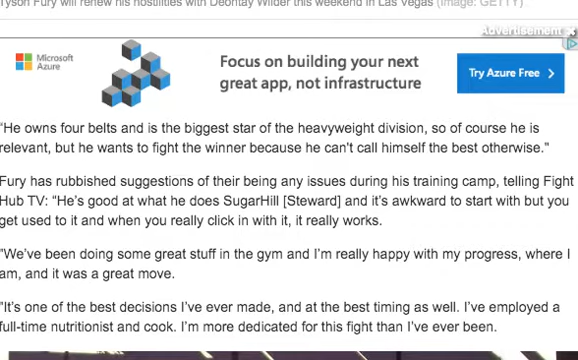 Tyson Fury will renew his hostilities with Deontay Wilder this weekend in Las Vegas (Image: GETTY)
Advertisement
Microsoft
Azure
Focus on building your next
great app, not infrastructure
Try Azure Free >
"He owns four belts and is the biggest star of the heavyweight division, so of course he is
relevant, but he wants to fight the winner because he can't call himself the best otherwise."
Fury has rubbished suggestions of their being any issues during his training camp, telling Fight
Hub TV: "He's good at what he does SugarHill [Steward] and it's awkward to start with but you
get used to it and when you really click in with it, it really works.
"We've been doing some great stuff in the gym and I'm really happy with my progress, where I
am, and it was a great move.
"It's one of the best decisions I've ever made, and at the best timing as well. I've employed a
full-time nutritionist and cook. I'm more dedicated for this fight than I've ever been.